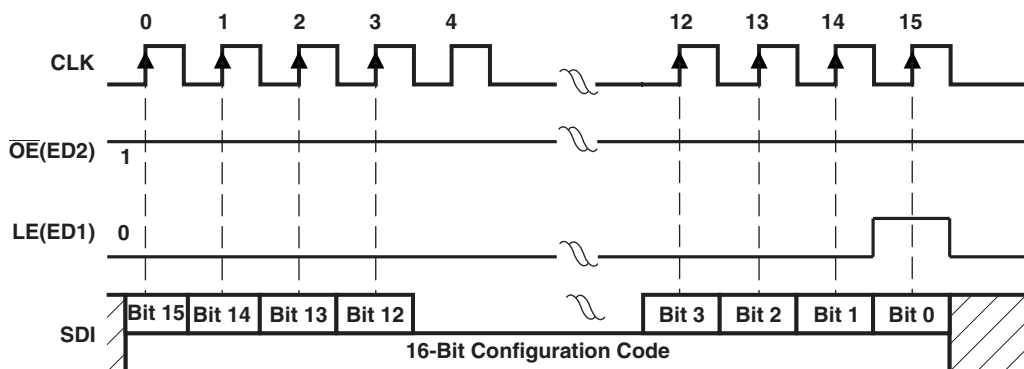 0 1 2 3 4 12 13 14 15
CLK
OE(ED2) 1
LE(ED1) 0
SDI Bit 15 Bit 14 Bit 13 Bit 12 Bit 3 Bit 2 Bit 1 Bit 0
16-Bit Configuration Code